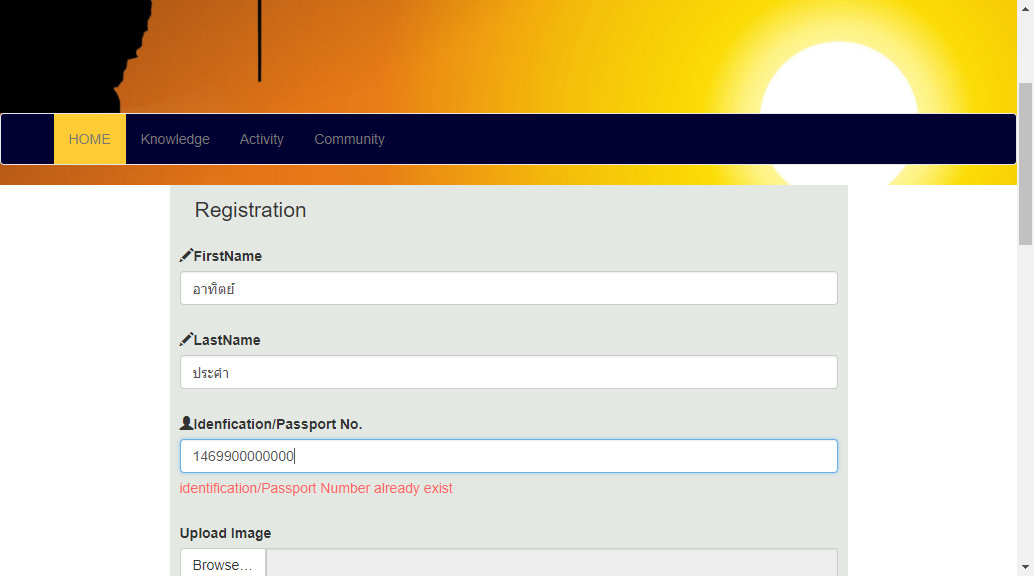 HOME Knowledge Activity Community
Registration
FirstName
อาทิตย์
LastName
ประคำ
Idenfication/Passport No.
1469900000000
identification/Passport Number already exist
Upload Image
Browse...